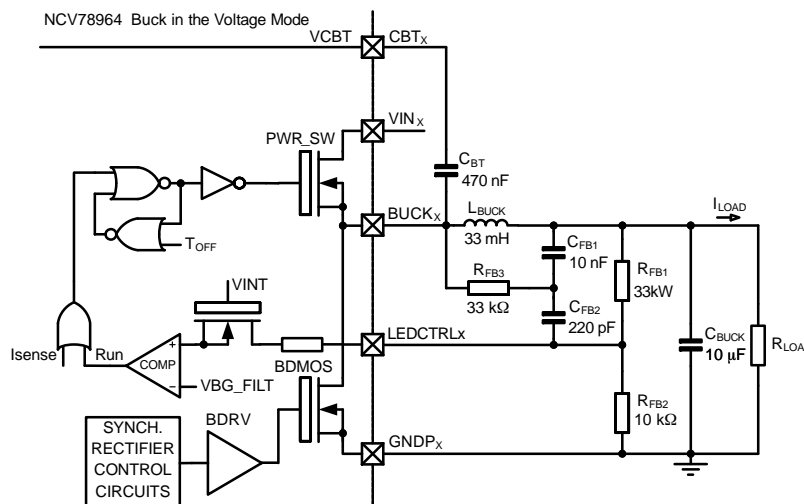 NCV78964 Buck in the Voltage Mode
VCBT
CBTX
VINX
PWR_SW
CBT
470 nF
BUCKX
LBUCK
33 mH
ILOAD
CFB1
10 nF
RFB1
33kW
RFB3
33 kΩ
CFB2
220 pF
TOFF
VINT
LEDCTRLx
CBUCK
10 μF
RLOA
Isense
Run
COMP
+
−
VBG_FILT
BDMOS
RFB2
10 kΩ
BDRV
GNDPX
SYNCH.
RECTIFIER
CONTROL
CIRCUITS